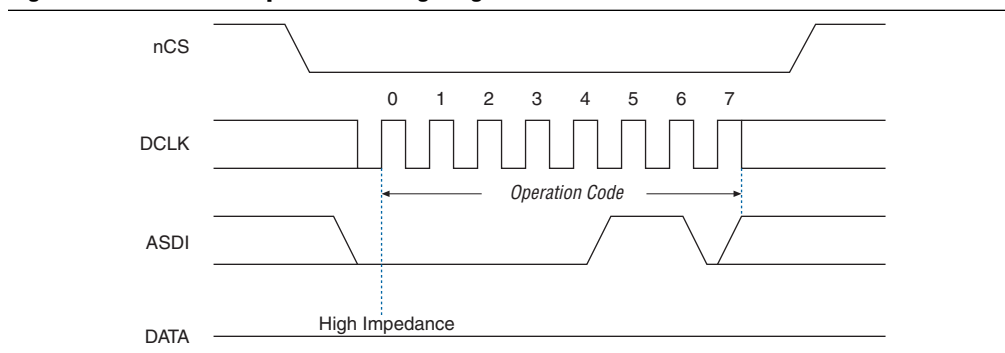 nCS
0 1 2 3 4 5 6 7
DCLK
Operation Code
ASDI
High Impedance
DATA